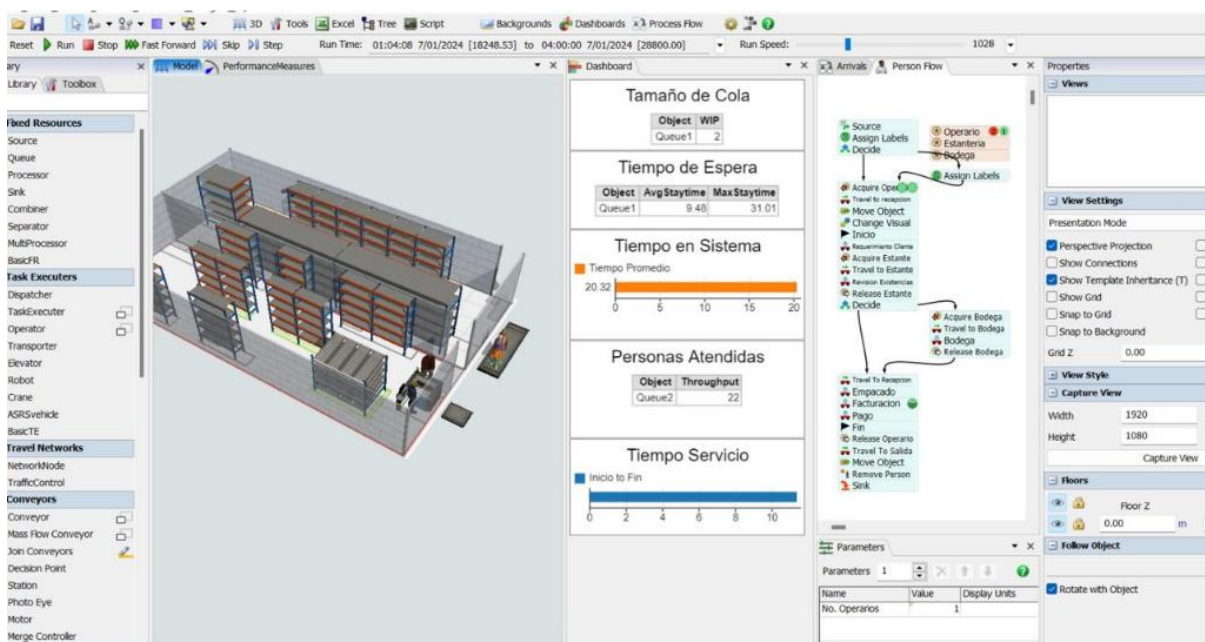 3D Tools Excel Tree Script Backgrounds Dashboards Process Flow
Reset Run Stop Fast Forward Skip Step Run Time: 01:04:08 7/01/2024 [18248.53] to 04:00:00 7/01/2024 [28800.00] Run Speed: 1028
ary
Library Toolbox
Fixed Resources
Source
Queue
Processor
Sink
Combiner
Separator
MultiProcessor
BasicFR
Task Executers
Dispatcher
TaskExecuter
Operator
Transporter
Elevator
Robot
Crane
ASRSvehicle
BasicTE
Travel Networks
NetworkNode
TrafficControl
Conveyors
Conveyor
Mass Flow Conveyor
Join Conveyors
Decision Point
Station
Photo Eye
Motor
Merge Controller
Model PerformanceMeasures
Dashboard
Tamaño de Cola
Object WIP
Queue1 2
Tiempo de Espera
Object AvgStaytime MaxStaytime
Queue1 9.48 31.01
Tiempo en Sistema
Tiempo Promedio
20.32
0 5 10 15 20
Personas Atendidas
Object Throughput
Queue2 22
Tiempo Servicio
Inicio to Fin
0 2 4 6 8 10
Arrivals Person Flow
Source
Assign Labels
Decide
Operario 2 1
Estanteria
Bodega
Assign Labels
Acquire Ope
Travel to recepcion
Move Object
Change Visual
Inicio
Requerimiento Cliente
Acquire Estante
Travel to Estante
Revision Existencias
Release Estante
Decide
Acquire Bodega
Travel to Bodega
Bodega
Release Bodega
Travel To Recepcion
Empacado
Facturacion
Pago
Fin
Release Operario
Travel To Salida
Move Object
Remove Person
Sink
Parameters
Parameters 1
Name Value Display Units
No. Operarios 1
Properties
Views
View Settings
Presentation Mode
Perspective Projection
Show Connections
Show Template Inheritance (T)
Show Grid
Snap to Grid
Snap to Background
Grid Z 0.00
View Style
Capture View
Width 1920
Height 1080
Capture View
Floors
Floor Z
0.00 m
Follow Object
Rotate with Object